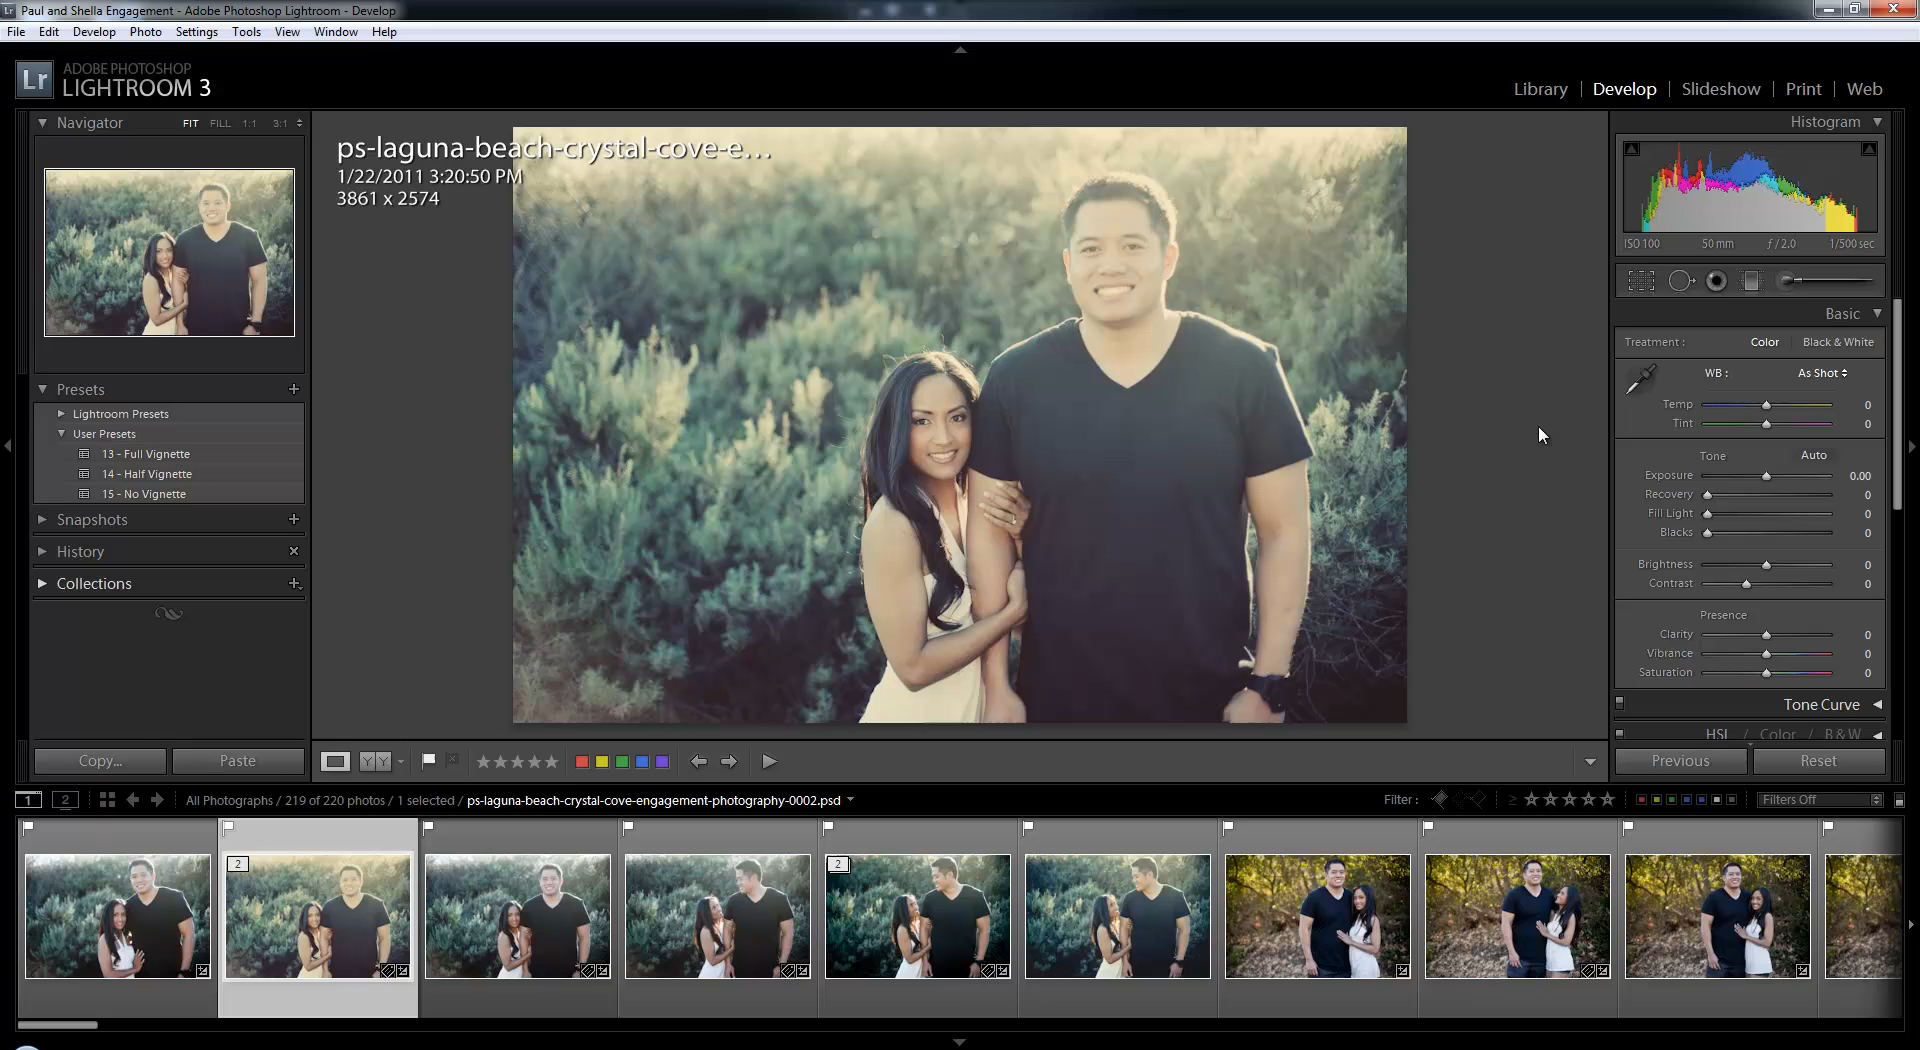 Lr Paul and Shella Engagement - Adobe Photoshop Lightroom - Develop
File Edit Develop Photo Settings Tools View Window Help
Lr ADOBE PHOTOSHOP
LIGHTROOM 3
Library | Develop | Slideshow | Print | Web
Navigator FIT FILL 1:1 3:1
Histogram
ps-laguna-beach-crystal-cove-e...
1/22/2011 3:20:50 PM
3861 x 2574
ISO 100 50 mm ƒ / 2.0 1/500 sec
Basic
Treatment : Color Black & White
WB : As Shot
Temp 0
Tint 0
Tone Auto
Exposure 0.00
Recovery 0
Fill Light 0
Blacks 0
Brightness 0
Contrast 0
Presence
Clarity 0
Vibrance 0
Saturation 0
Tone Curve
HSL / Color / B & W
Previous Reset
Presets +
Lightroom Presets
User Presets
13 - Full Vignette
14 - Half Vignette
15 - No Vignette
Snapshots +
History ×
Collections +
Copy... Paste
Y Y
1 2 All Photographs / 219 of 220 photos / 1 selected / ps-laguna-beach-crystal-cove-engagement-photography-0002.psd
Filter : ≥ Filters Off
2 2